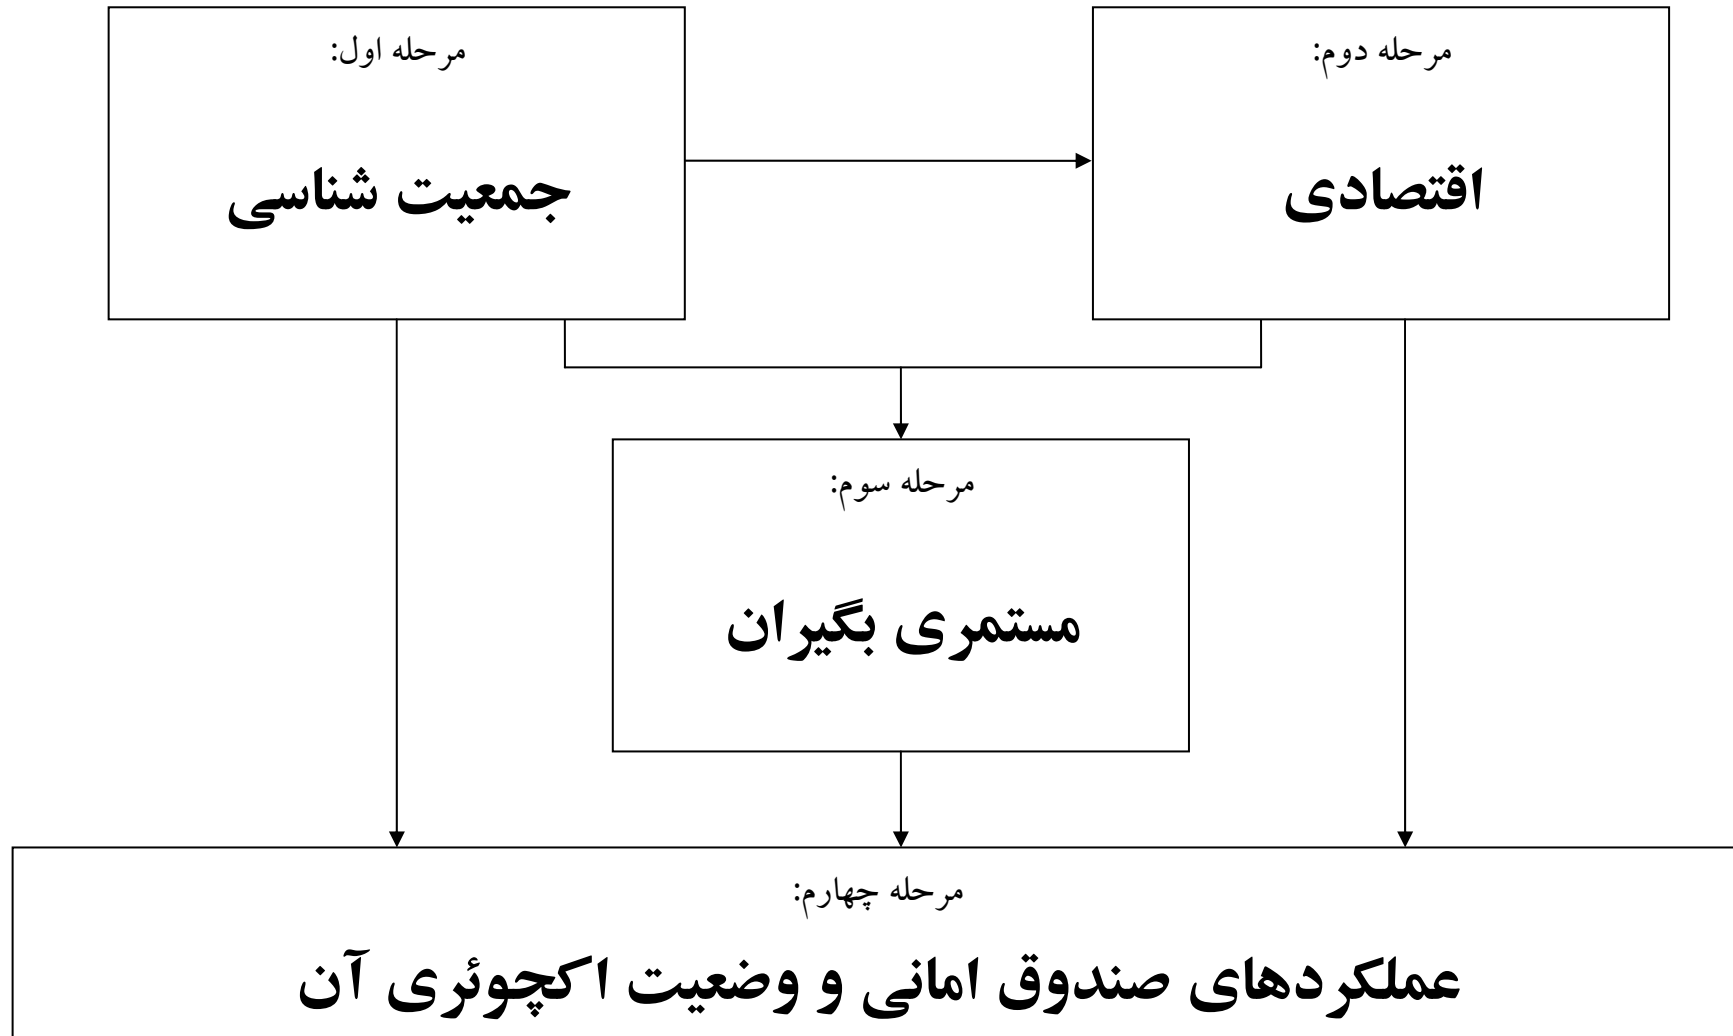 مرحله اول:
جمعیت شناسی
مرحله دوم:
اقتصادی
مرحله سوم:
مستمری بگیران
مرحله چهارم:
عملکردهای صندوق امانی و وضعیت اکچوئری آن